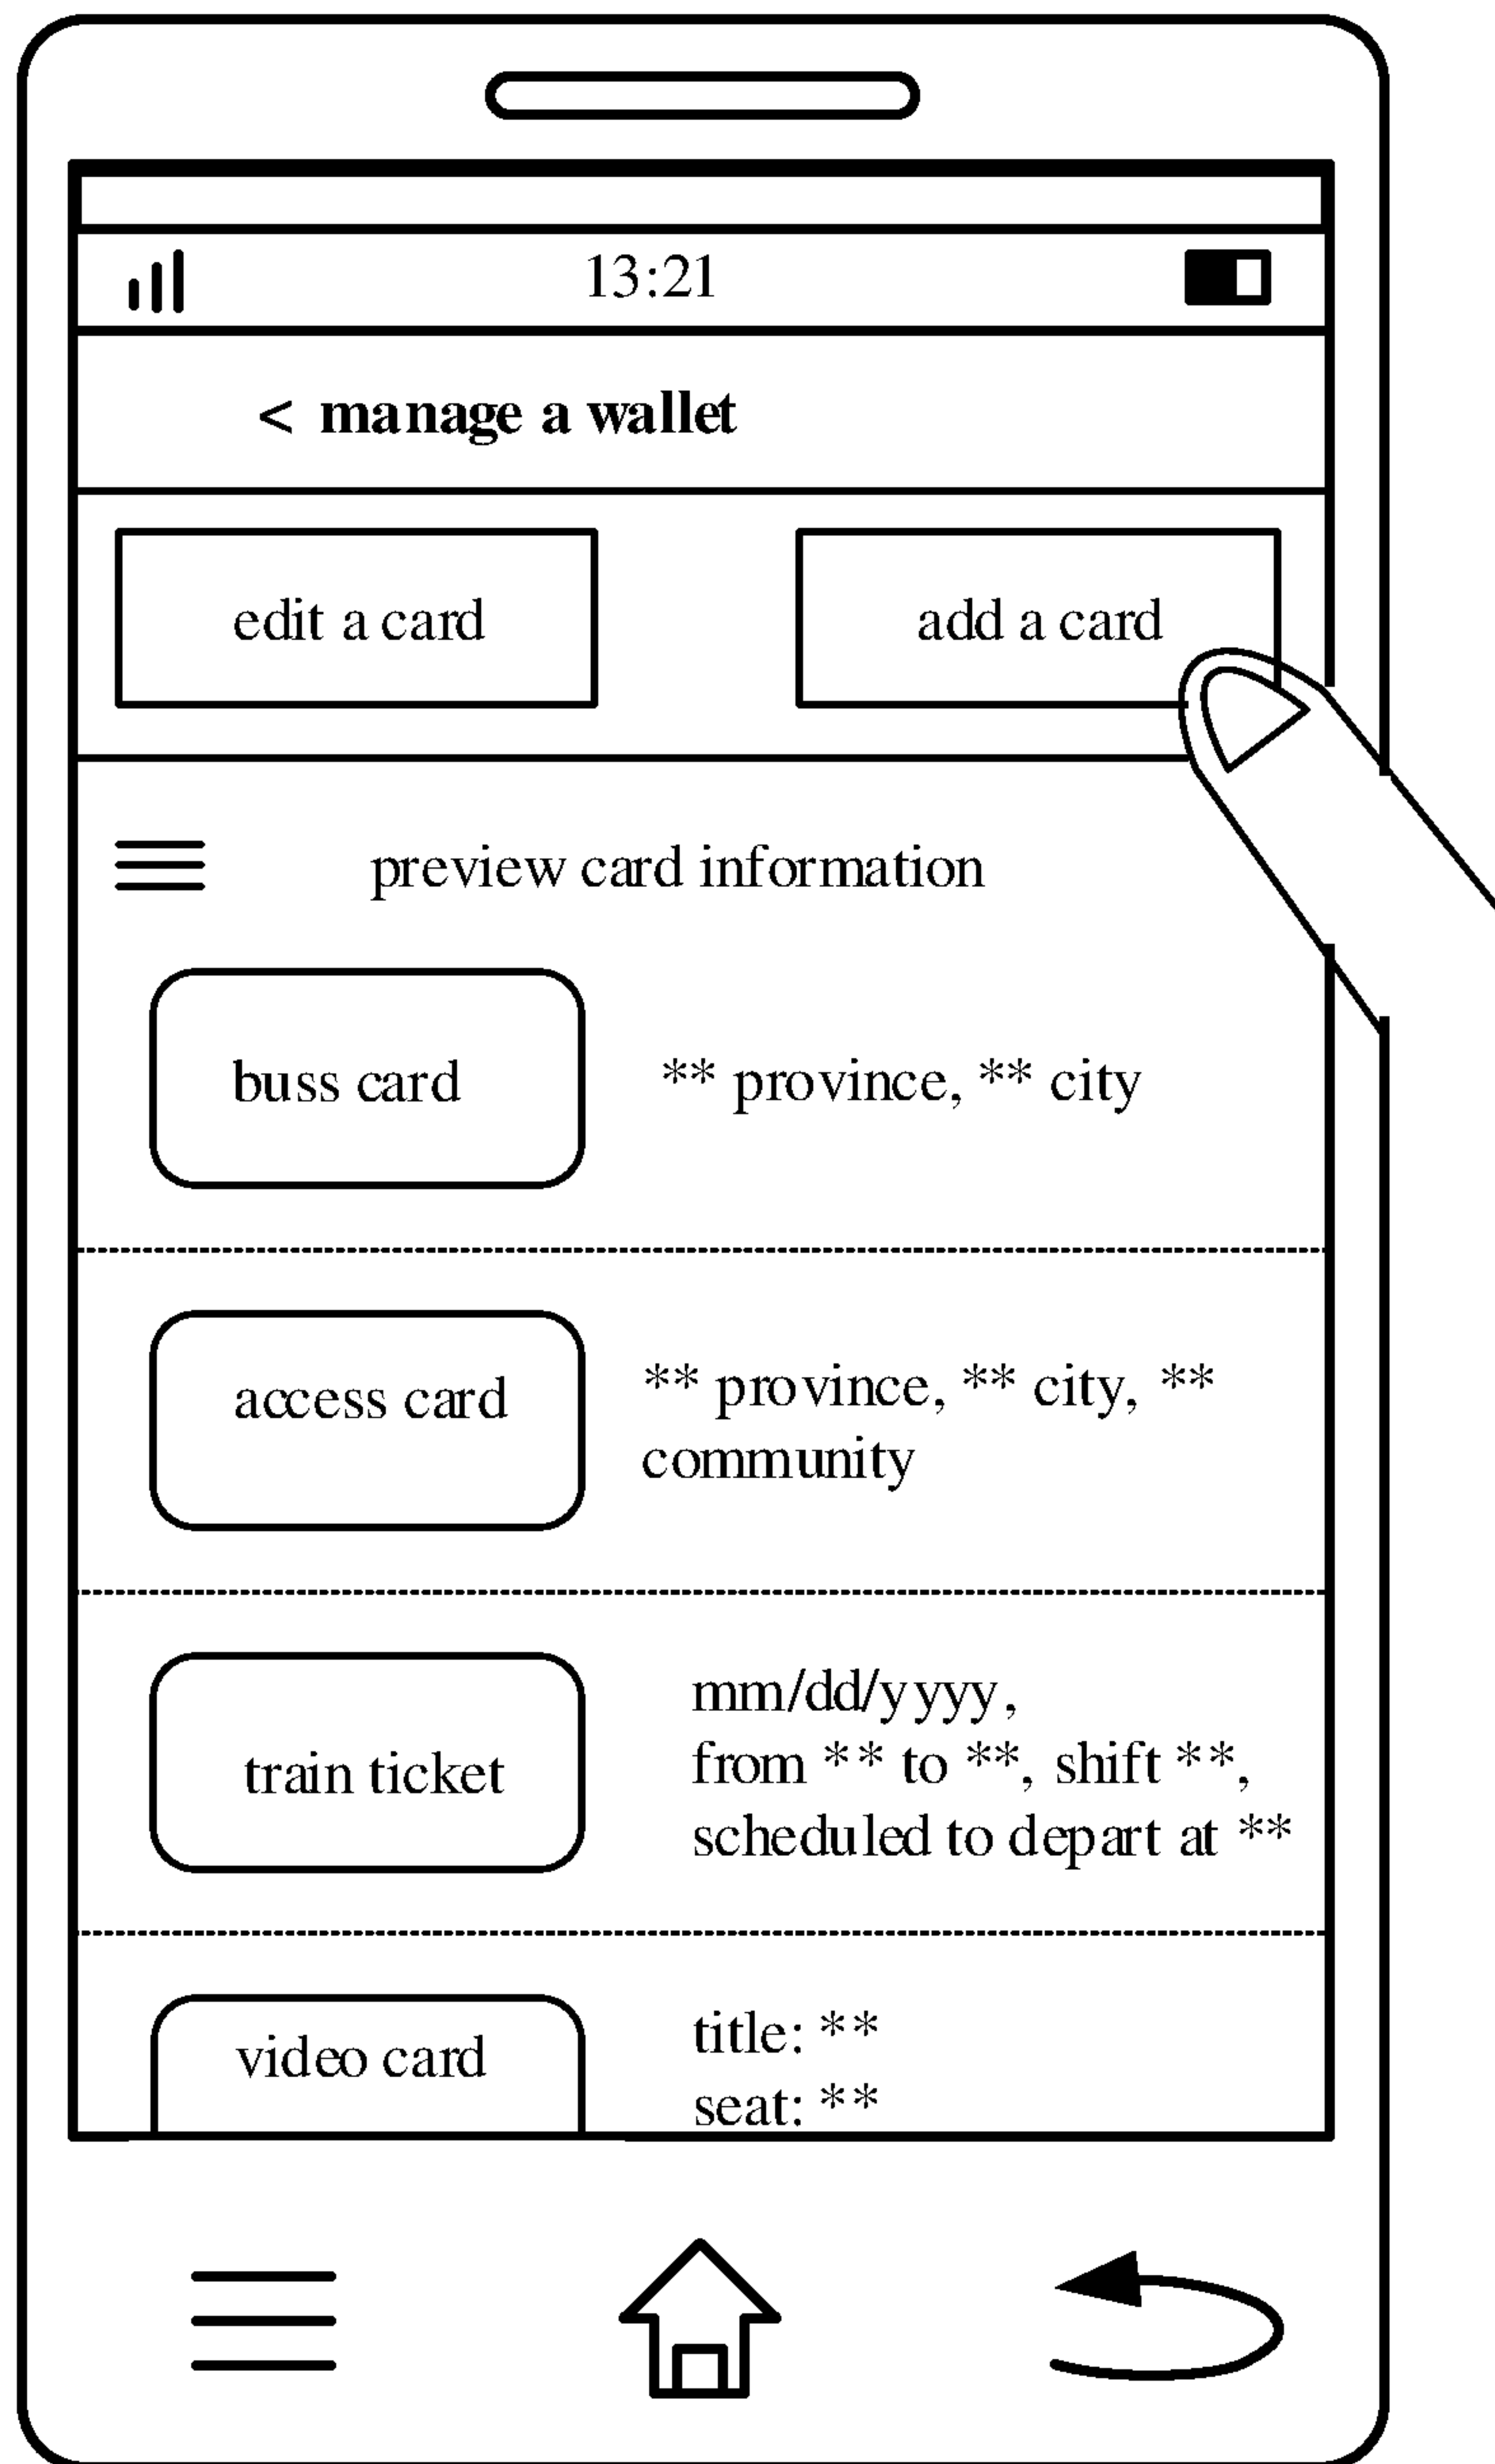 13:21
< manage a wallet
edit a card
add a card
preview card information
buss card
** province, ** city
access card
** province, ** city, **
community
train ticket
mm/dd/yyyy,
from ** to **, shift **,
scheduled to depart at **
video card
title: **
seat: **